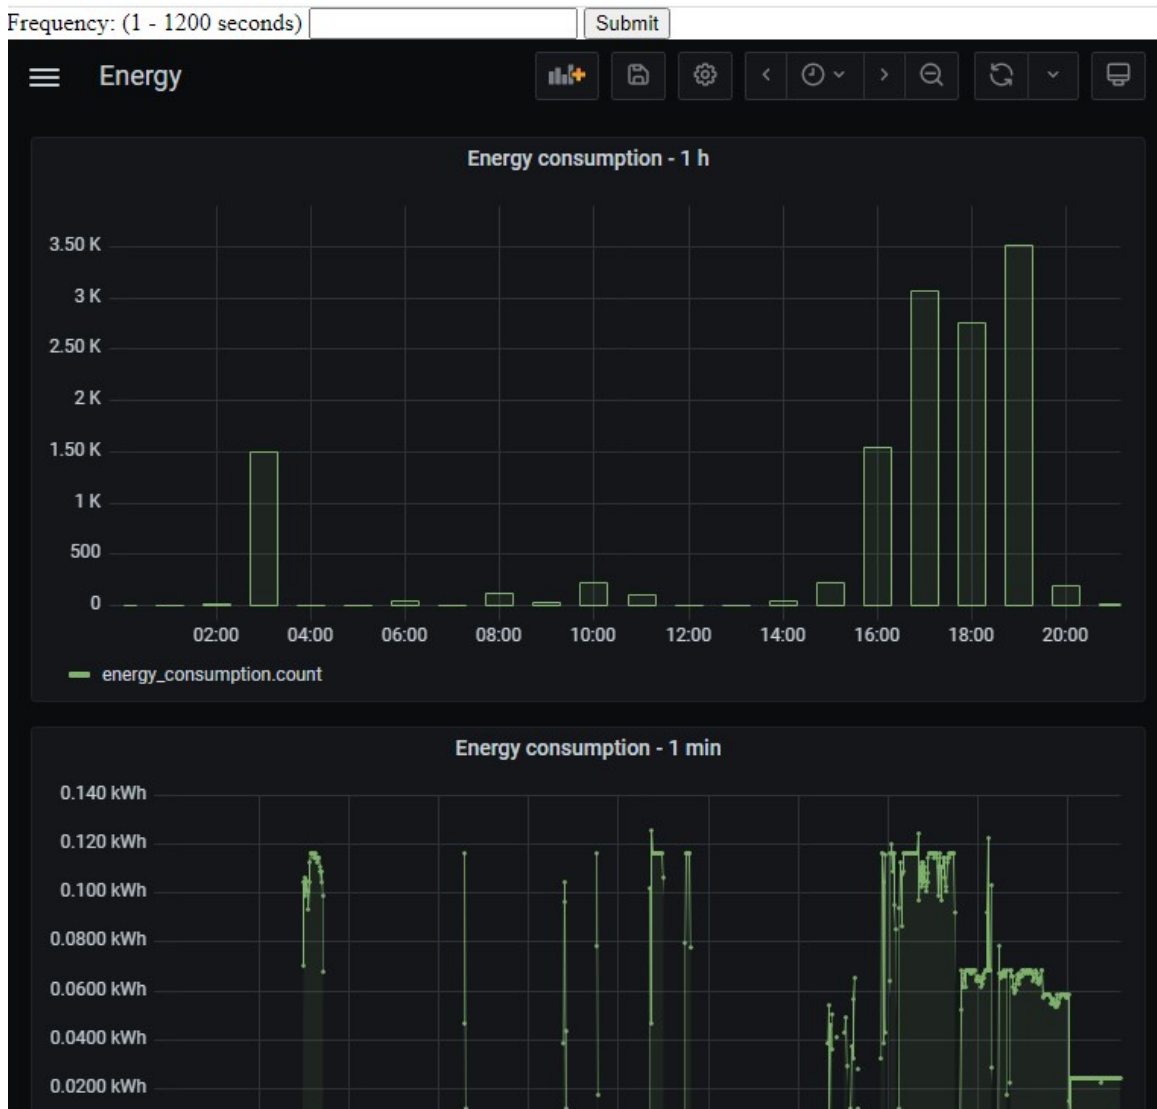 Frequency: (1 - 1200 seconds) Submit
Energy
Energy consumption - 1 h
3.50 K
3 K
2.50 K
2 K
1.50 K
1 K
500
0
02:00 04:00 06:00 08:00 10:00 12:00 14:00 16:00 18:00 20:00
energy_consumption.count
Energy consumption - 1 min
0.140 kWh
0.120 kWh
0.100 kWh
0.0800 kWh
0.0600 kWh
0.0400 kWh
0.0200 kWh